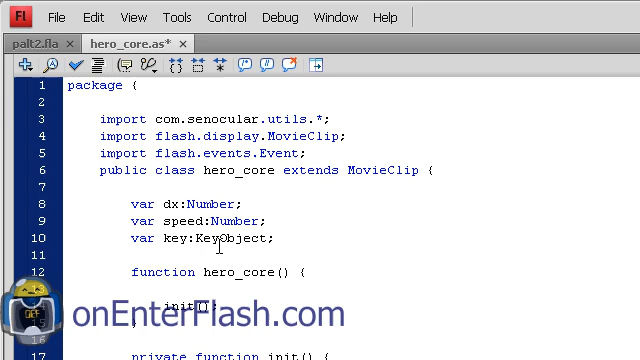 Fl File Edit View Tools Control Debug Window Help
palt2.fla × hero_core.as* ×
1 package {
2
3 import com.senocular.utils.*;
4 import flash.display.MovieClip;
5 import flash.events.Event;
6 public class hero_core extends MovieClip {
7
8 var dx:Number;
9 var speed:Number;
10 var key:KeyObject;
11
12 function hero_core() {
init();
OEF onEnterFlash.com
}
16
17 private function init() {